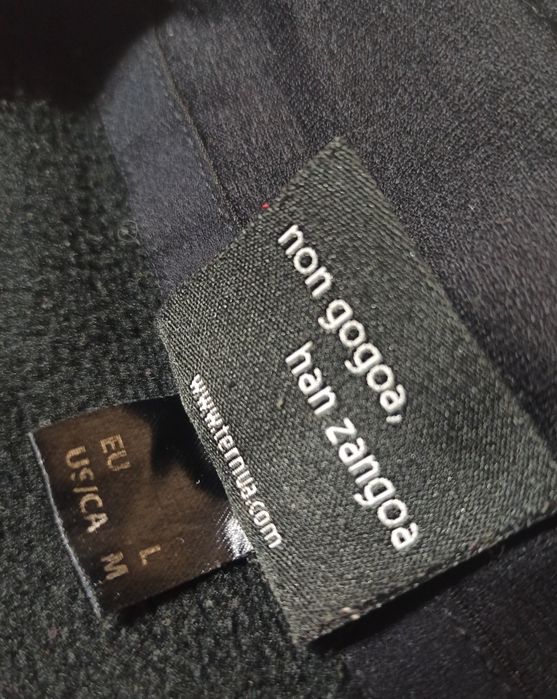 non gogoa,
han zangoa
www.ternua.com
EU L
US/CA M